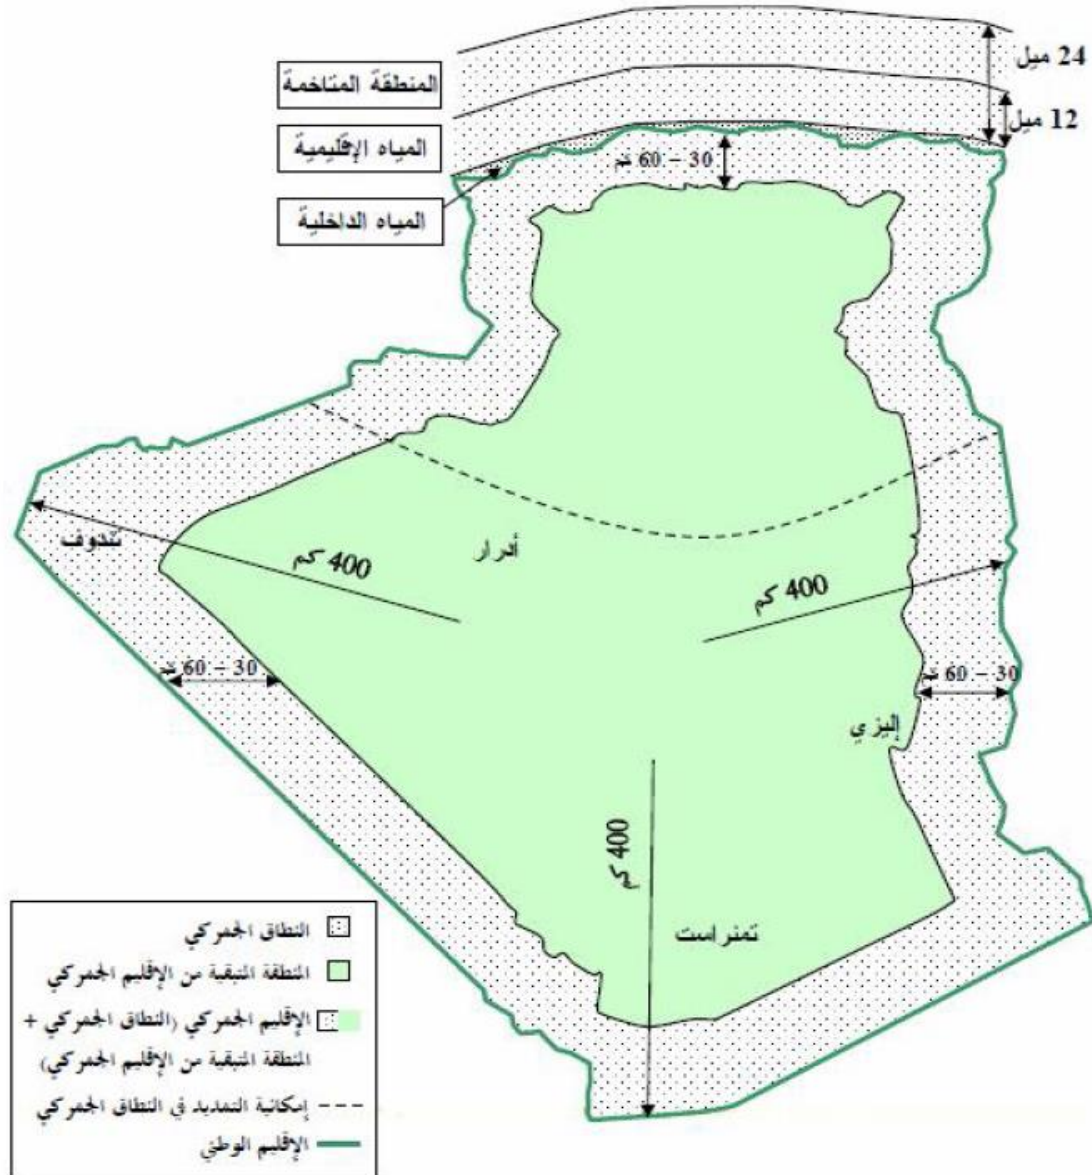 24 ميل
المنطقة المتاخمة
12 ميل
المياه الإقليمية
30 – 60 كم
المياه الداخلية
تندوف
أدرار
400 كم
400 كم
30 – 60 كم
30 – 60 كم
إليزي
400 كم
تمنراست
النطاق الجمركي
المنطقة المتبقية من الإقليم الجمركي
الإقليم الجمركي (النطاق الجمركي +
المنطقة المتبقية من الإقليم الجمركي)
إمكانية التمديد في النطاق الجمركي
الإقليم الوطني